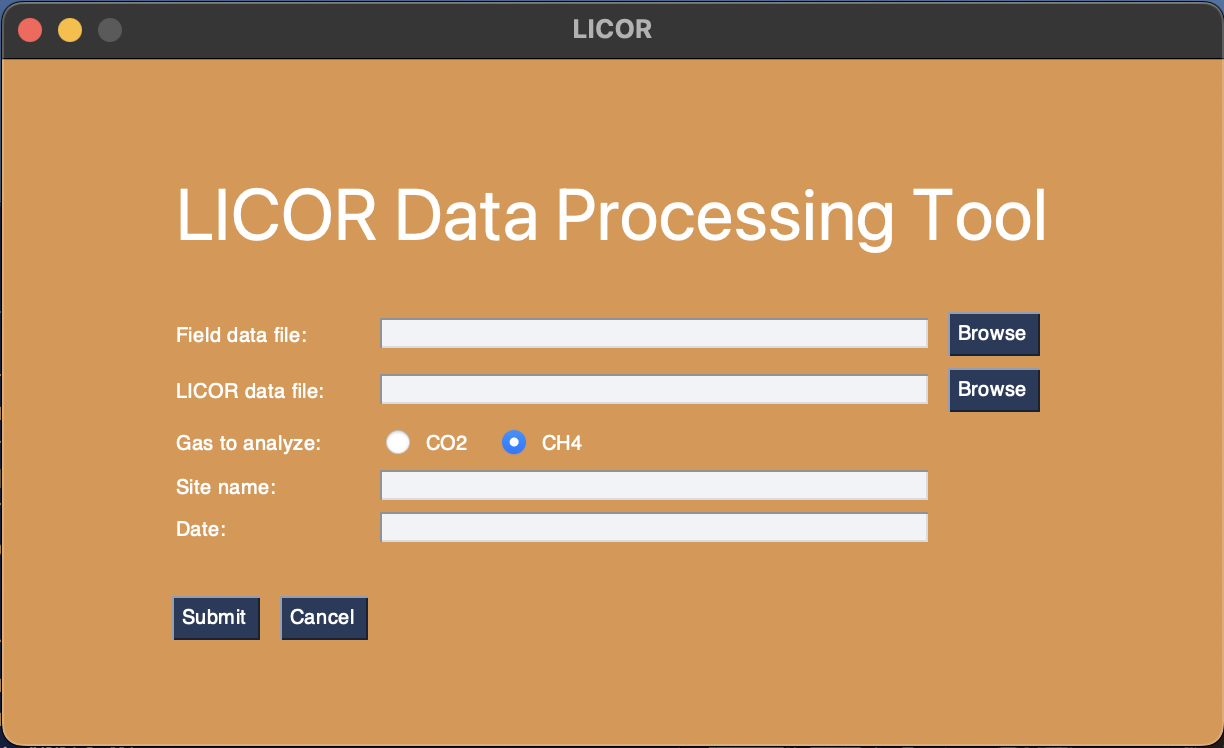 LICOR
LICOR Data Processing Tool
Field data file: Browse
LICOR data file: Browse
Gas to analyze: CO2 CH4
Site name:
Date:
Submit Cancel